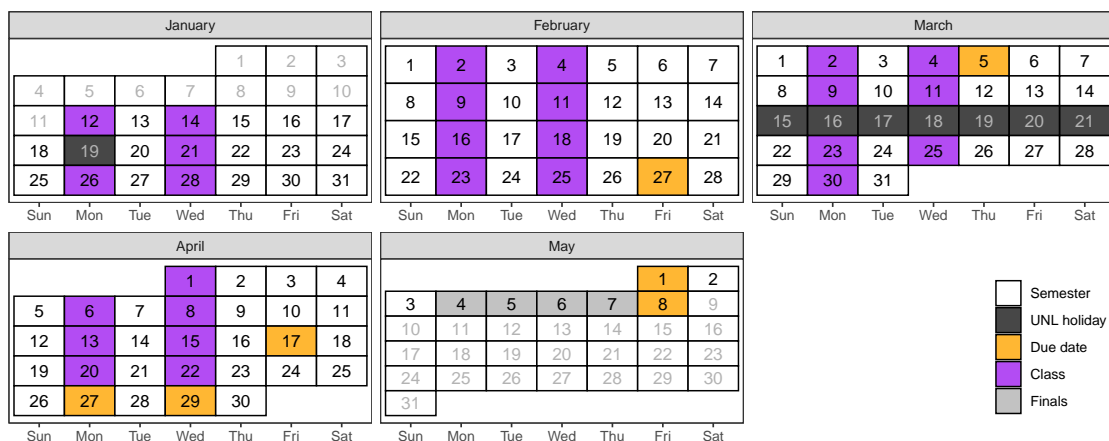 January
1 2 3
4 5 6 7 8 9 10
11 12 13 14 15 16 17
18 19 20 21 22 23 24
25 26 27 28 29 30 31
Sun Mon Tue Wed Thu Fri Sat
February
1 2 3 4 5 6 7
8 9 10 11 12 13 14
15 16 17 18 19 20 21
22 23 24 25 26 27 28
Sun Mon Tue Wed Thu Fri Sat
March
1 2 3 4 5 6 7
8 9 10 11 12 13 14
15 16 17 18 19 20 21
22 23 24 25 26 27 28
29 30 31
Sun Mon Tue Wed Thu Fri Sat
April
1 2 3 4
5 6 7 8 9 10 11
12 13 14 15 16 17 18
19 20 21 22 23 24 25
26 27 28 29 30
Sun Mon Tue Wed Thu Fri Sat
May
1 2
3 4 5 6 7 8 9
10 11 12 13 14 15 16
17 18 19 20 21 22 23
24 25 26 27 28 29 30
31
Sun Mon Tue Wed Thu Fri Sat
Semester
UNL holiday
Due date
Class
Finals